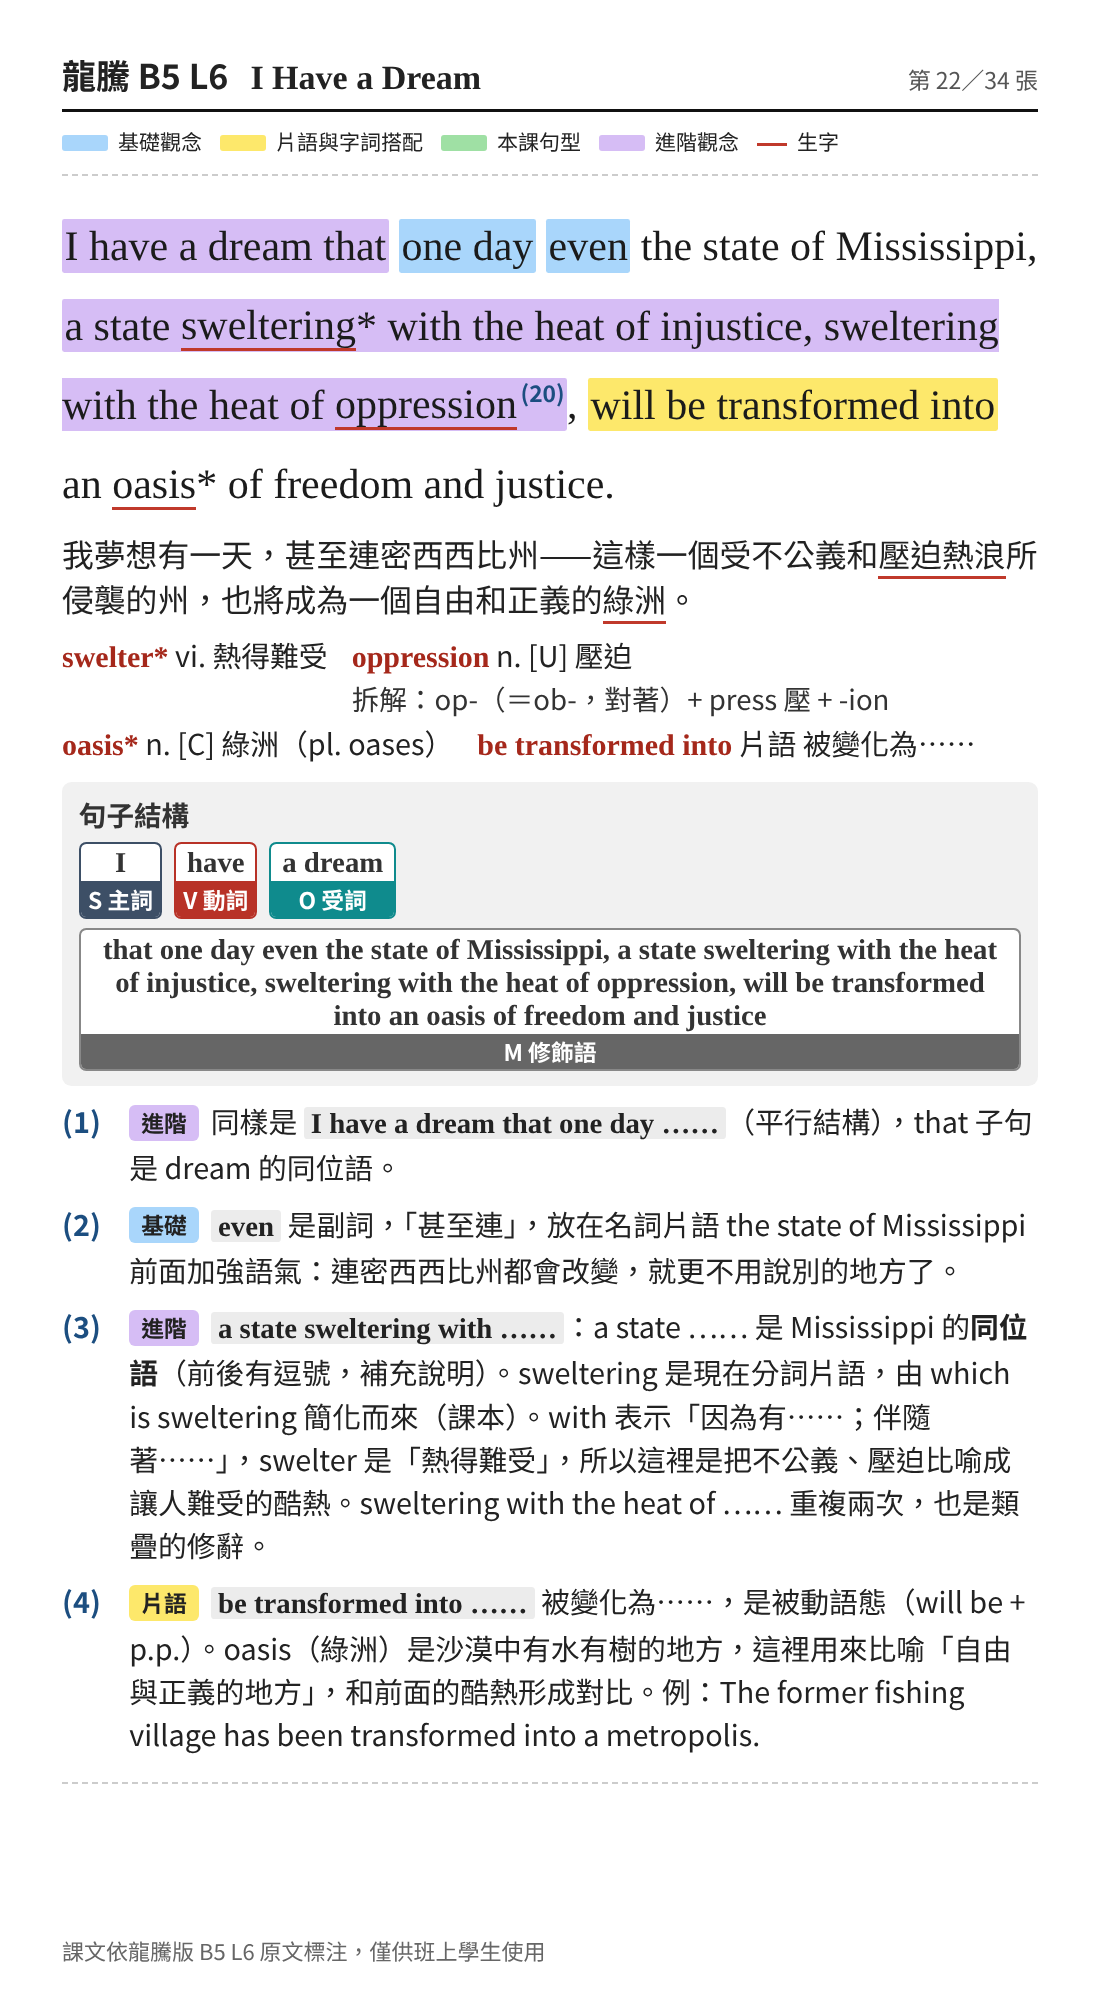 龍騰 B5 L6 I Have a Dream 第 22／34 張
基礎觀念 片語與字詞搭配 本課句型 進階觀念 生字
I have a dream that one day even the state of Mississippi,
a state sweltering* with the heat of injustice, sweltering
with the heat of oppression(20), will be transformed into
an oasis* of freedom and justice.
我夢想有一天，甚至連密西西比州——這樣一個受不公義和壓迫熱浪所
侵襲的州，也將成為一個自由和正義的綠洲。
swelter* vi. 熱得難受 oppression n. [U] 壓迫
拆解：op-（＝ob-，對著）+ press 壓 + -ion
oasis* n. [C] 綠洲（pl. oases） be transformed into 片語 被變化為⋯⋯
句子結構
I have a dream
S 主詞 V 動詞 O 受詞
that one day even the state of Mississippi, a state sweltering with the heat
of injustice, sweltering with the heat of oppression, will be transformed
into an oasis of freedom and justice
M 修飾語
(1) 進階 同樣是 I have a dream that one day …… （平行結構），that 子句
是 dream 的同位語。
(2) 基礎 even 是副詞，「甚至連」，放在名詞片語 the state of Mississippi
前面加強語氣：連密西西比州都會改變，就更不用說別的地方了。
(3) 進階 a state sweltering with …… ：a state …… 是 Mississippi 的同位
語（前後有逗號，補充說明）。sweltering 是現在分詞片語，由 which
is sweltering 簡化而來（課本）。with 表示「因為有⋯⋯；伴隨
著⋯⋯」，swelter 是「熱得難受」，所以這裡是把不公義、壓迫比喻成
讓人難受的酷熱。sweltering with the heat of …… 重複兩次，也是類
疊的修辭。
(4) 片語 be transformed into …… 被變化為⋯⋯，是被動語態（will be +
p.p.）。oasis（綠洲）是沙漠中有水有樹的地方，這裡用來比喻「自由
與正義的地方」，和前面的酷熱形成對比。例：The former fishing
village has been transformed into a metropolis.
課文依龍騰版 B5 L6 原文標注，僅供班上學生使用